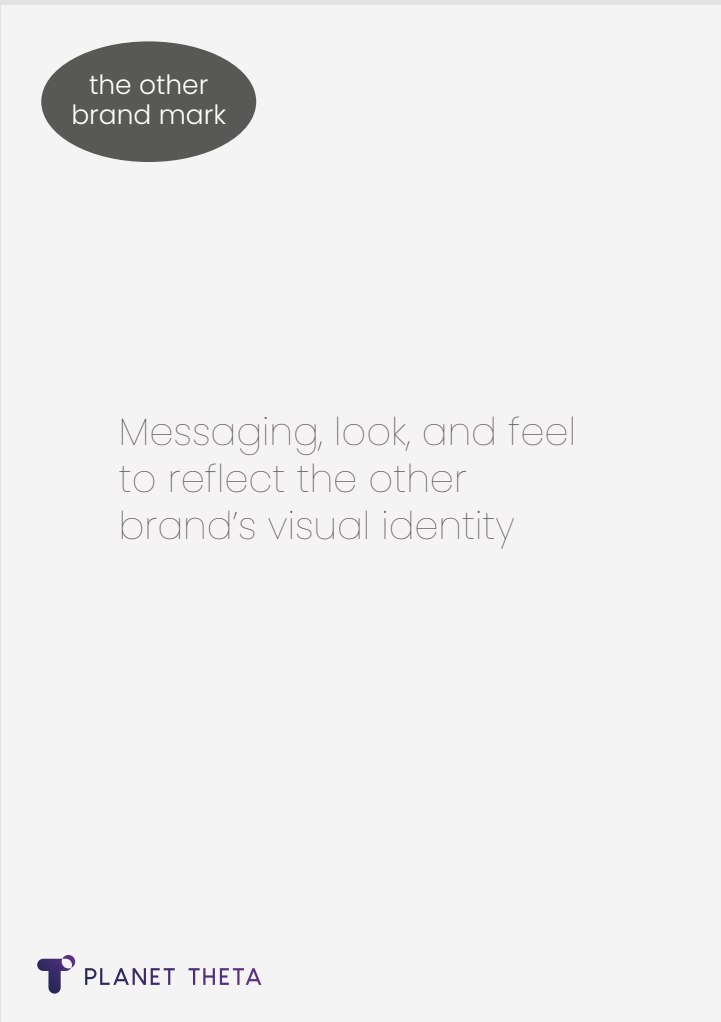 the other
brand mark
Messaging, look, and feel
to reflect the other
brand’s visual identity
PLANET THETA